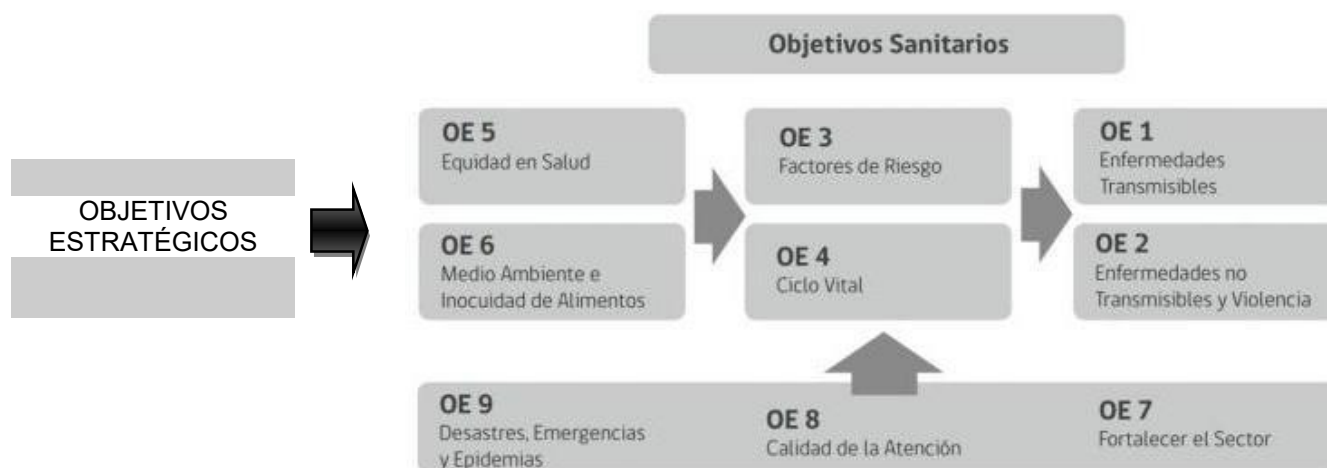 Objetivos Sanitarios
OBJETIVOS
ESTRATÉGICOS
OE 5
Equidad en Salud
OE 3
Factores de Riesgo
OE 1
Enfermedades
Transmisibles
OE 6
Medio Ambiente e
Inocuidad de Alimentos
OE 4
Ciclo Vital
OE 2
Enfermedades no
Transmisibles y Violencia
OE 9
Desastres, Emergencias
y Epidemias
OE 8
Calidad de la Atención
OE 7
Fortalecer el Sector